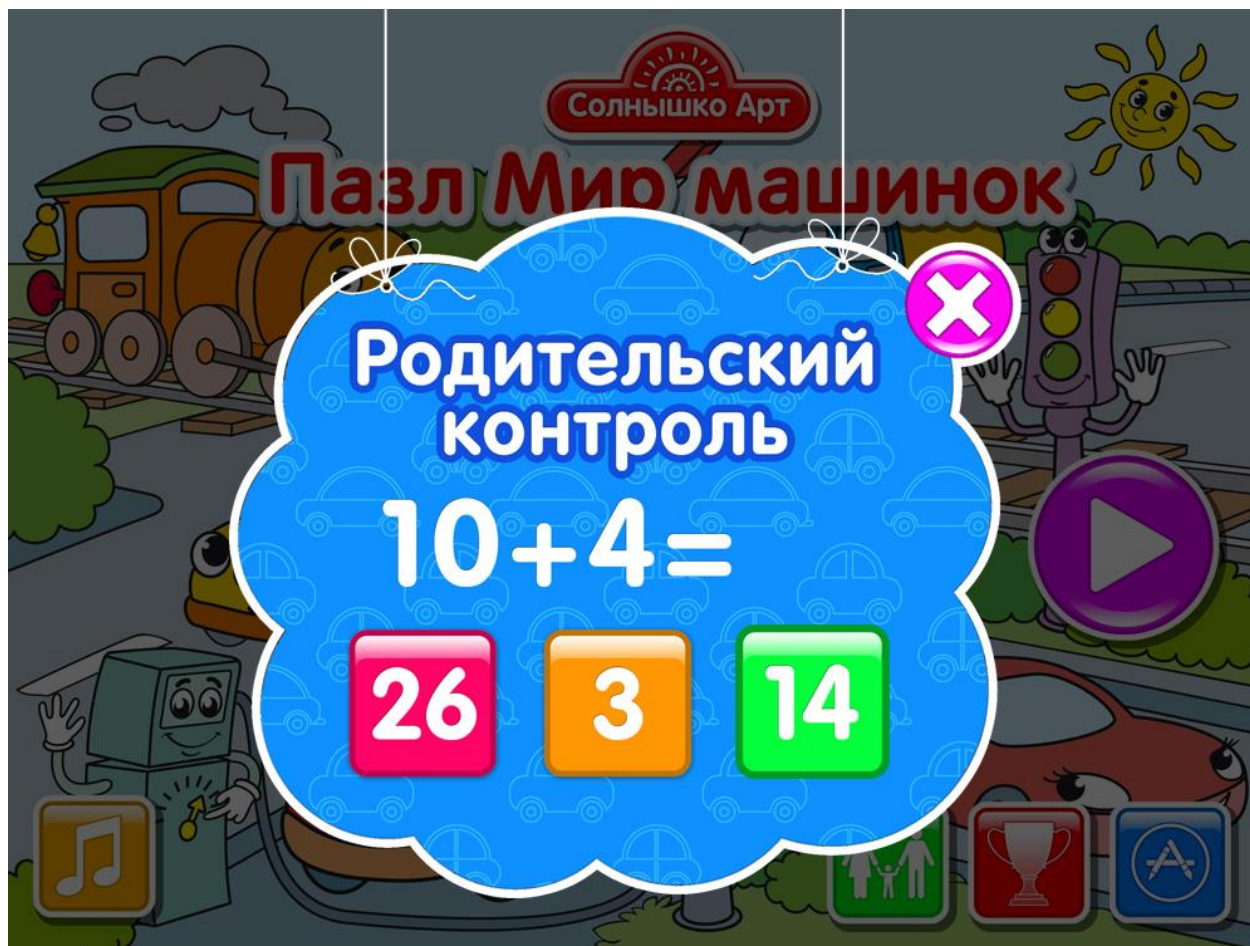 Солнышко Арт
Пазл Мир машинок
Родительский
контроль
10+4=
26 3 14